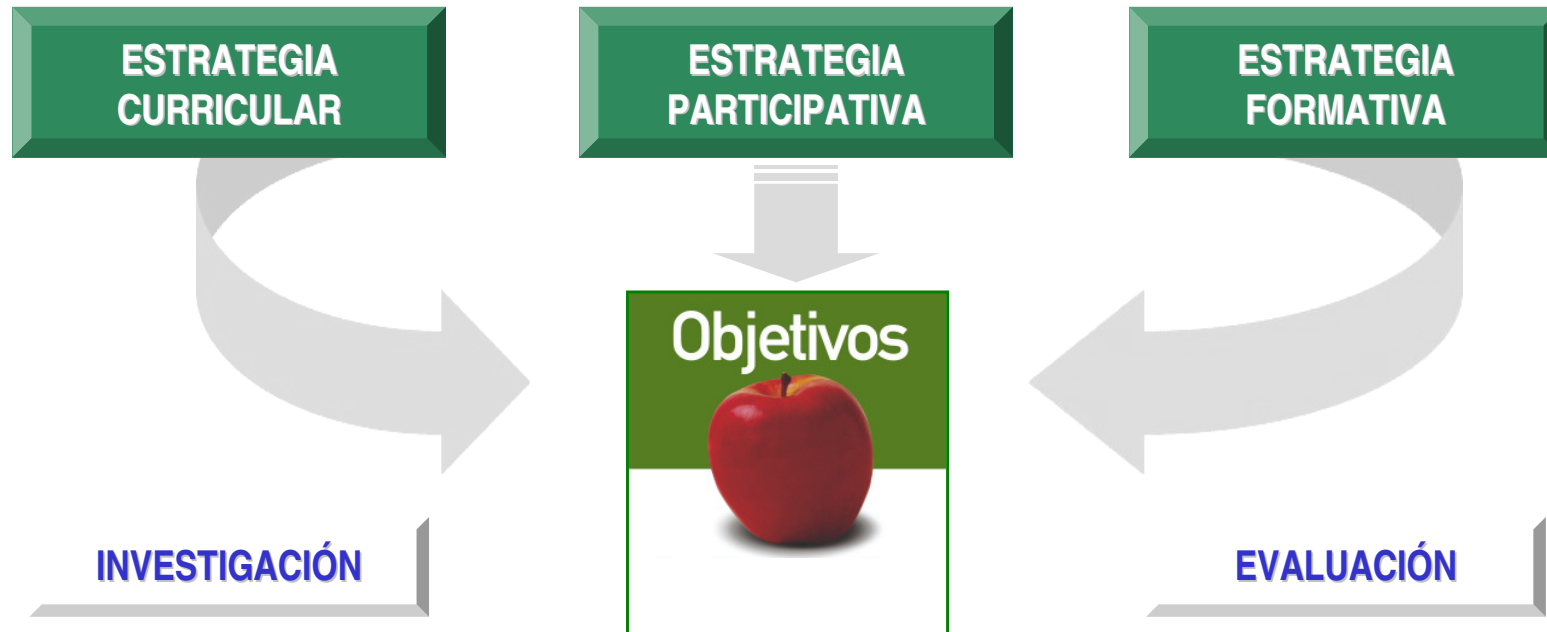 ESTRATEGIA
CURRICULAR
ESTRATEGIA
PARTICIPATIVA
ESTRATEGIA
FORMATIVA
Objetivos
INVESTIGACIÓN
EVALUACIÓN